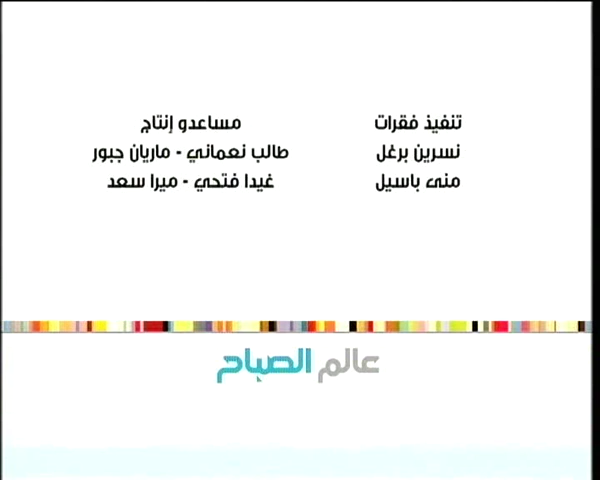 تنفيذ فقرات
نسرين برغل
منى باسيل
مساعدو إنتاج
طالب نعماني - ماريان جبور
غيدا فتحي - ميرا سعد
عالم الصباح